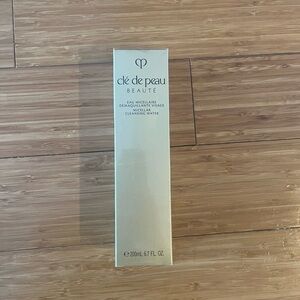 clé de peau
BEAUTÉ
EAU MICELLAIRE
DÉMAQUILLANTE VISAGE
MICELLAR
CLEANSING WATER
℮ 200mL 6.7 FL. OZ.